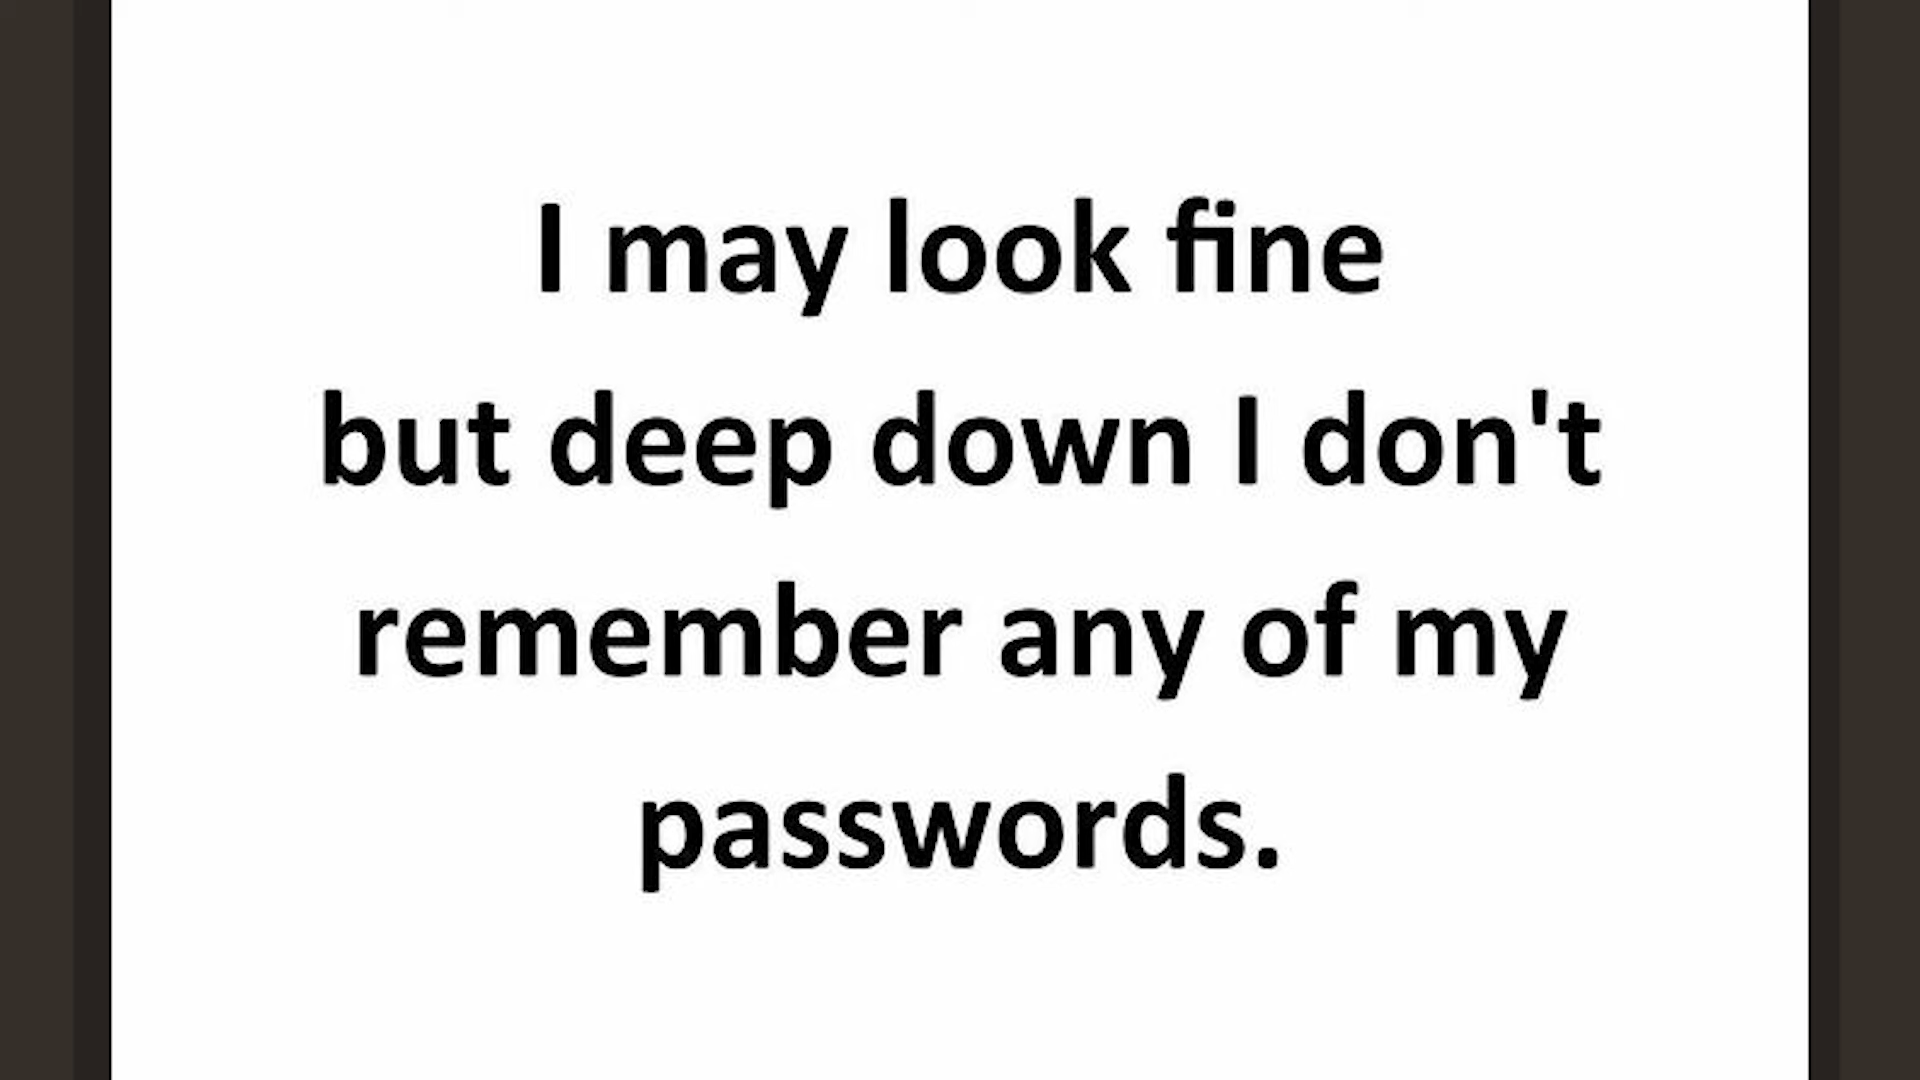 I may look fine
but deep down I don't
remember any of my
passwords.